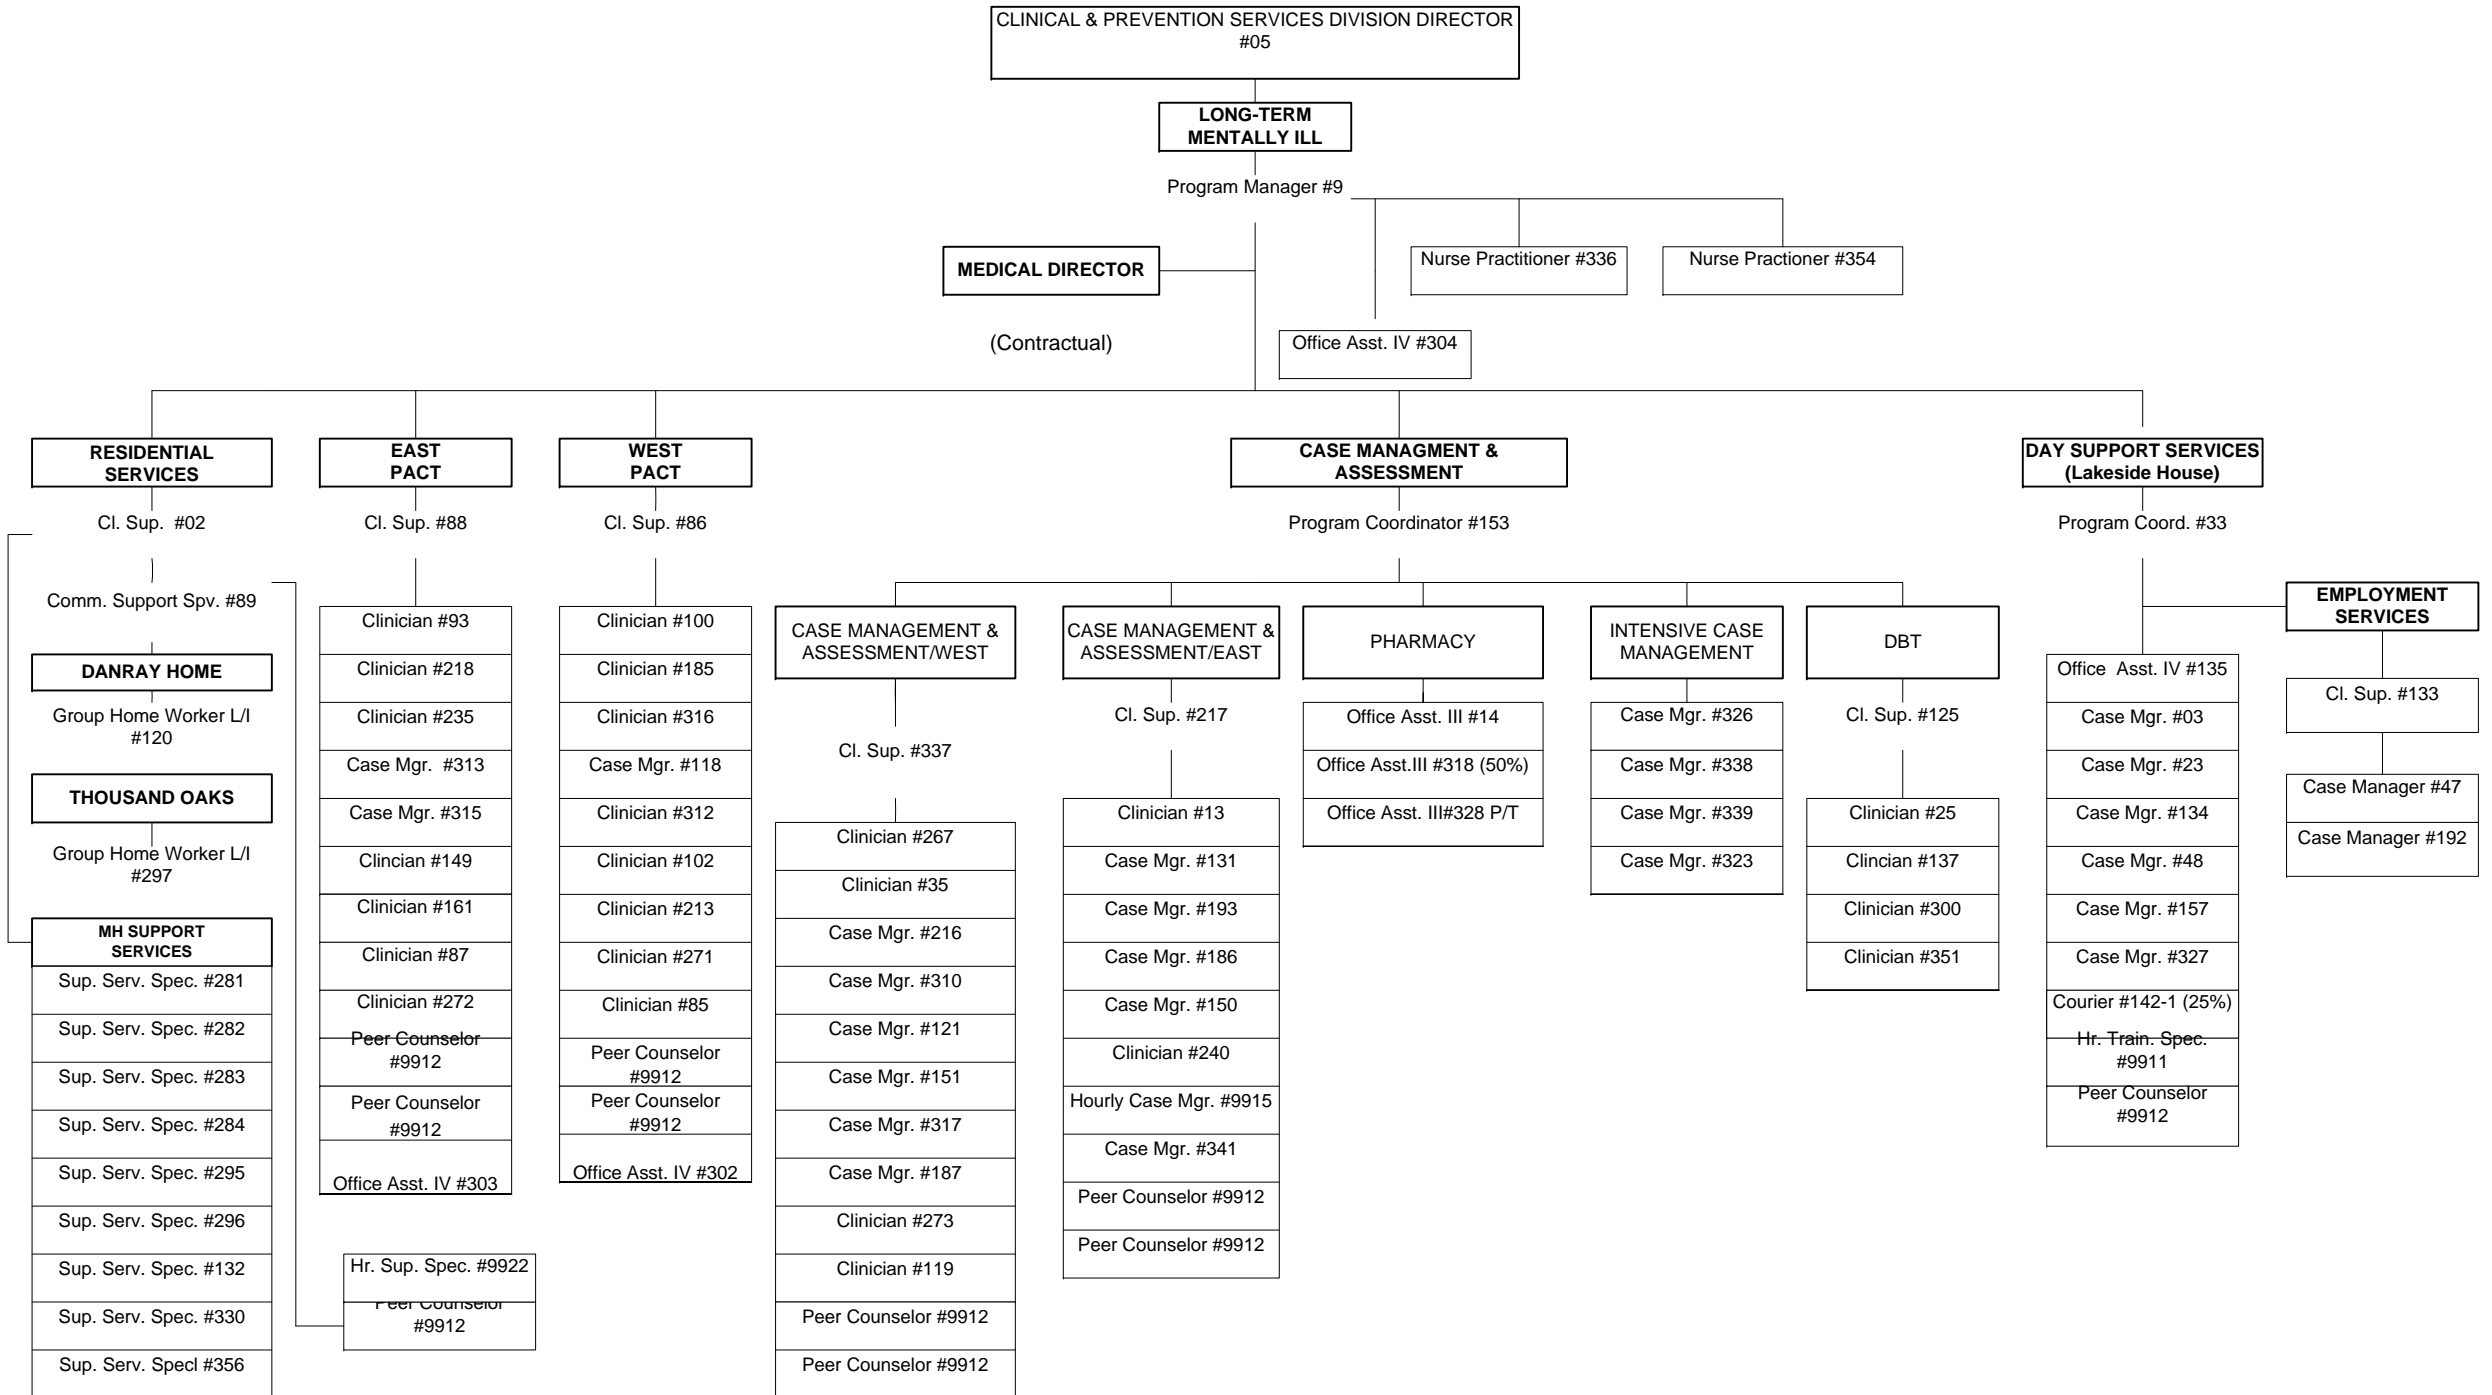 CLINICAL & PREVENTION SERVICES DIVISION DIRECTOR
#05
LONG-TERM
MENTALLY ILL
Program Manager #9
MEDICAL DIRECTOR
(Contractual)
Nurse Practitioner #336
Nurse Practioner #354
Office Asst. IV #304
RESIDENTIAL
SERVICES
Cl. Sup.  #02
Comm. Support Spv. #89
DANRAY HOME
Group Home Worker L/I
#120
THOUSAND OAKS
Group Home Worker L/I
#297
MH SUPPORT
SERVICES
Sup. Serv. Spec. #281
Sup. Serv. Spec. #282
Sup. Serv. Spec. #283
Sup. Serv. Spec. #284
Sup. Serv. Spec. #295
Sup. Serv. Spec. #296
Sup. Serv. Spec. #132
Sup. Serv. Spec. #330
Sup. Serv. Specl #356
EAST
PACT
Cl. Sup. #88
Clinician #93
Clinician #218
Clinician #235
Case Mgr.  #313
Case Mgr. #315
Clincian #149
Clinician #161
Clinician #87
Clinician #272
Peer Counselor
#9912
Peer Counselor
#9912
Office Asst. IV #303
Hr. Sup. Spec. #9922
Peer Counselor
#9912
WEST
PACT
Cl. Sup. #86
Clinician #100
Clinician #185
Clinician #316
Case Mgr. #118
Clinician #312
Clinician #102
Clinician #213
Clinician #271
Clinician #85
Peer Counselor
#9912
Peer Counselor
#9912
Office Asst. IV #302
CASE MANAGMENT &
ASSESSMENT
Program Coordinator #153
CASE MANAGEMENT &
ASSESSMENT/WEST
Cl. Sup. #337
Clinician #267
Clinician #35
Case Mgr. #216
Case Mgr. #310
Case Mgr. #121
Case Mgr. #151
Case Mgr. #317
Case Mgr. #187
Clinician #273
Clinician #119
Peer Counselor #9912
Peer Counselor #9912
CASE MANAGEMENT &
ASSESSMENT/EAST
Cl. Sup. #217
Clinician #13
Case Mgr. #131
Case Mgr. #193
Case Mgr. #186
Case Mgr. #150
Clinician #240
Hourly Case Mgr. #9915
Case Mgr. #341
Peer Counselor #9912
Peer Counselor #9912
PHARMACY
Office Asst. III #14
Office Asst.III #318 (50%)
Office Asst. III#328 P/T
INTENSIVE CASE
MANAGEMENT
Case Mgr. #326
Case Mgr. #338
Case Mgr. #339
Case Mgr. #323
DBT
Cl. Sup. #125
Clinician #25
Clincian #137
Clinician #300
Clinician #351
DAY SUPPORT SERVICES
(Lakeside House)
Program Coord. #33
Office  Asst. IV #135
Case Mgr. #03
Case Mgr. #23
Case Mgr. #134
Case Mgr. #48
Case Mgr. #157
Case Mgr. #327
Courier #142-1 (25%)
Hr. Train. Spec.
#9911
Peer Counselor
#9912
EMPLOYMENT
SERVICES
Cl. Sup. #133
Case Manager #47
Case Manager #192